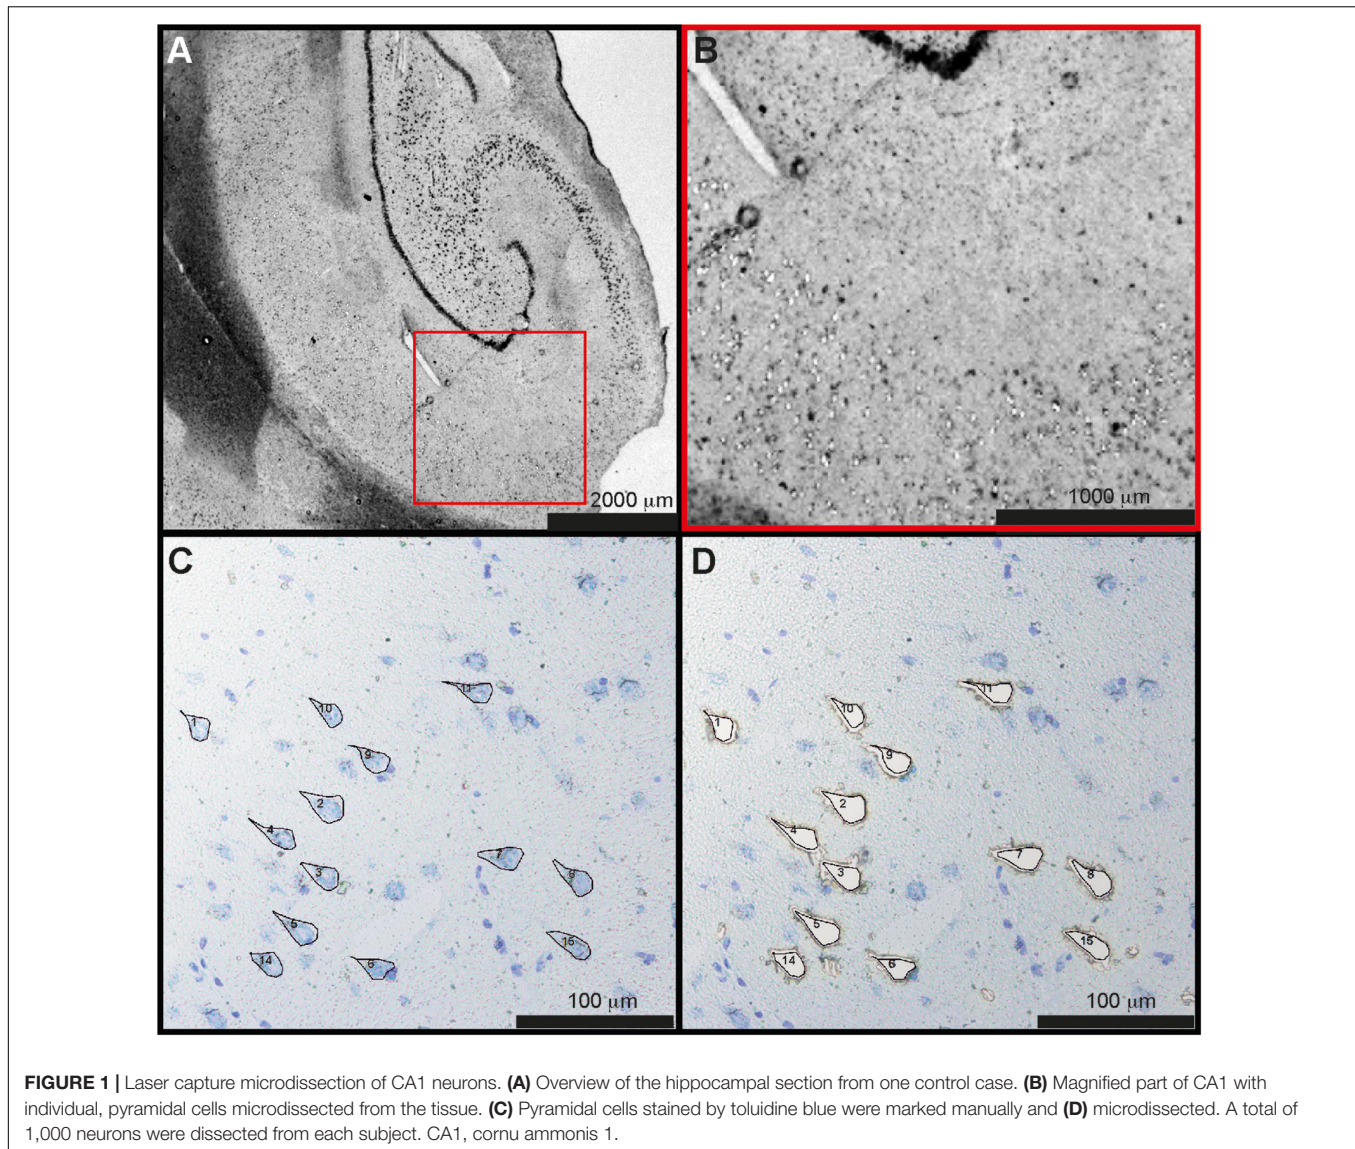 A
B
2000 μm
1000 μm
C
D
11
10
1
9
2
4
7
3
8
5
15
14
6
100 μm
11
10
1
9
2
4
7
3
8
5
15
14
6
100 μm
FIGURE 1 | Laser capture microdissection of CA1 neurons. (A) Overview of the hippocampal section from one control case. (B) Magnified part of CA1 with
individual, pyramidal cells microdissected from the tissue. (C) Pyramidal cells stained by toluidine blue were marked manually and (D) microdissected. A total of
1,000 neurons were dissected from each subject. CA1, cornu ammonis 1.